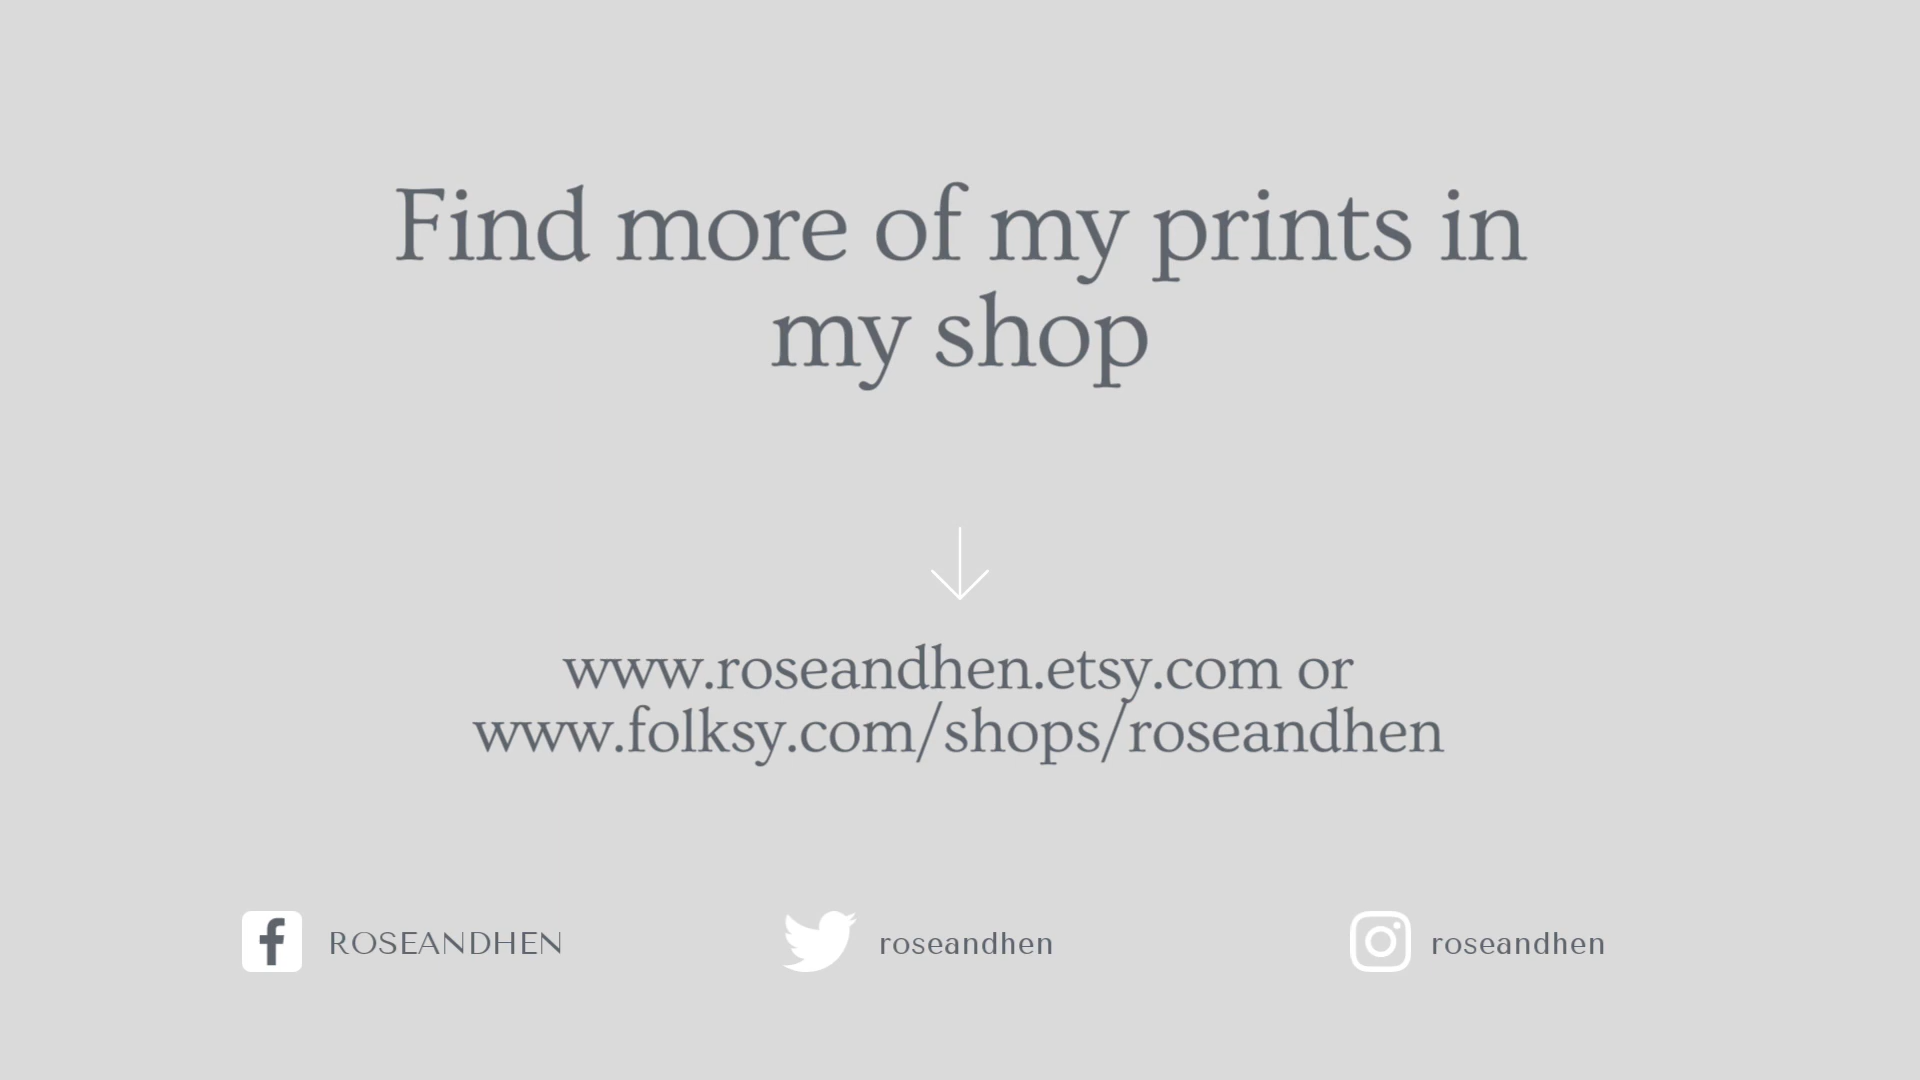 Find more of my prints in
my shop
www.roseandhen.etsy.com or
www.folksy.com/shops/roseandhen
ROSEANDHEN
roseandhen
roseandhen